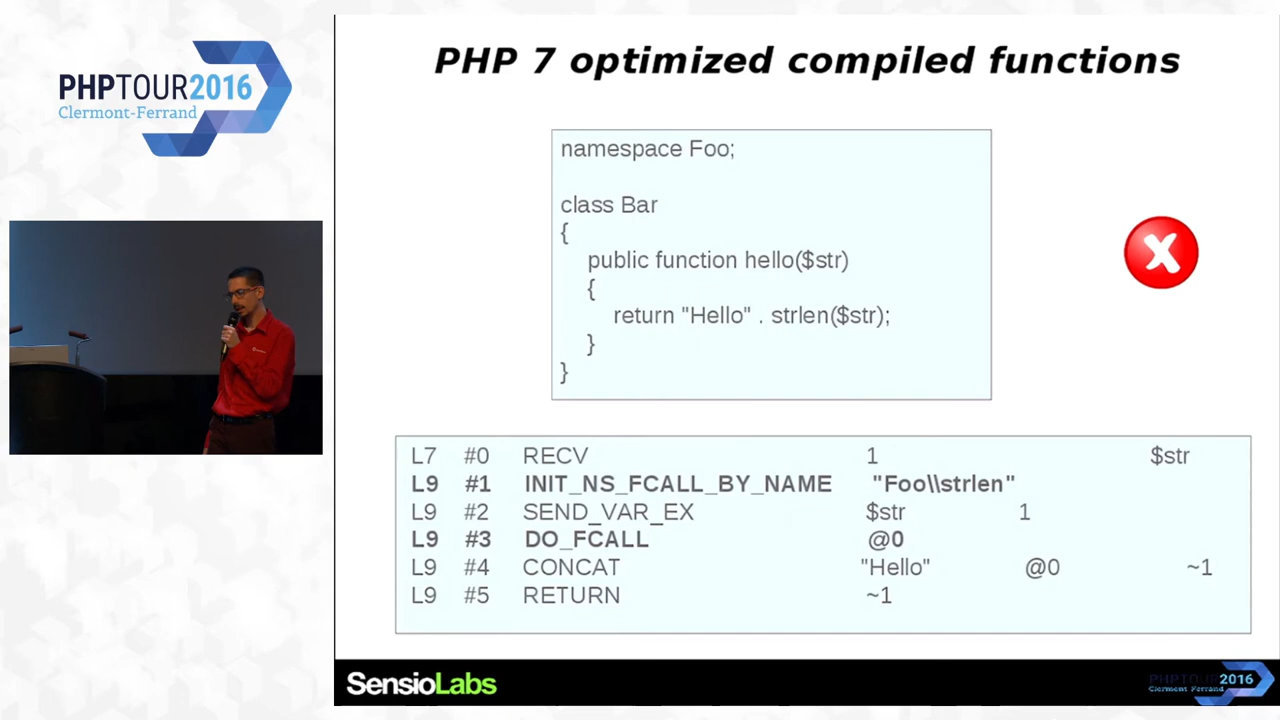 PHPTOUR2016
Clermont-Ferrand
PHP 7 optimized compiled functions
namespace Foo;
class Bar
{
public function hello($str)
{
return "Hello" . strlen($str);
}
}
L7 #0 RECV 1 $str
L9 #1 INIT_NS_FCALL_BY_NAME "Foo\\strlen"
L9 #2 SEND_VAR_EX $str 1
L9 #3 DO_FCALL @0
L9 #4 CONCAT "Hello" @0 ~1
L9 #5 RETURN ~1
SensioLabs
PHPTOUR 2016
Clermont Ferrand